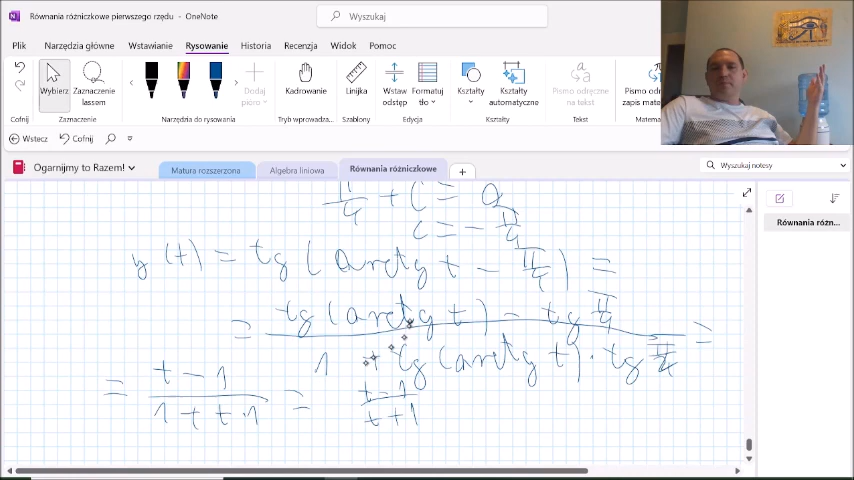 Równania różniczkowe pierwszego rzędu - OneNote
Wyszukaj
Plik Narzędzia główne Wstawianie Rysowanie Historia Recenzja Widok Pomoc
Wybierz Zaznaczenie lassem Dodaj pióro Kadrowanie Linijka Wstaw odstęp Formatuj tło Kształty Kształty automatyczne Pismo odręczne na tekst Pismo od zapis mate
Cofnij Zaznaczenie Narzędzia do rysowania Tryb wprowadza... Szablony Edycja Kształty Tekst Matema
Wstecz Cofnij
Ogarnijmy to Razem! Matura rozszerzona Algebra liniowa Równania różniczkowe Wyszukaj notesy
Równania różn...
π/4 + C = 0
C = - π/4
y(t) = tg(arctg t - π/4) =
= (tg(arctg t) - tg π/4) / (1 + tg(arctg t) · tg π/4) =
= (t-1) / (1+t·1) = (t-1) / (t+1)